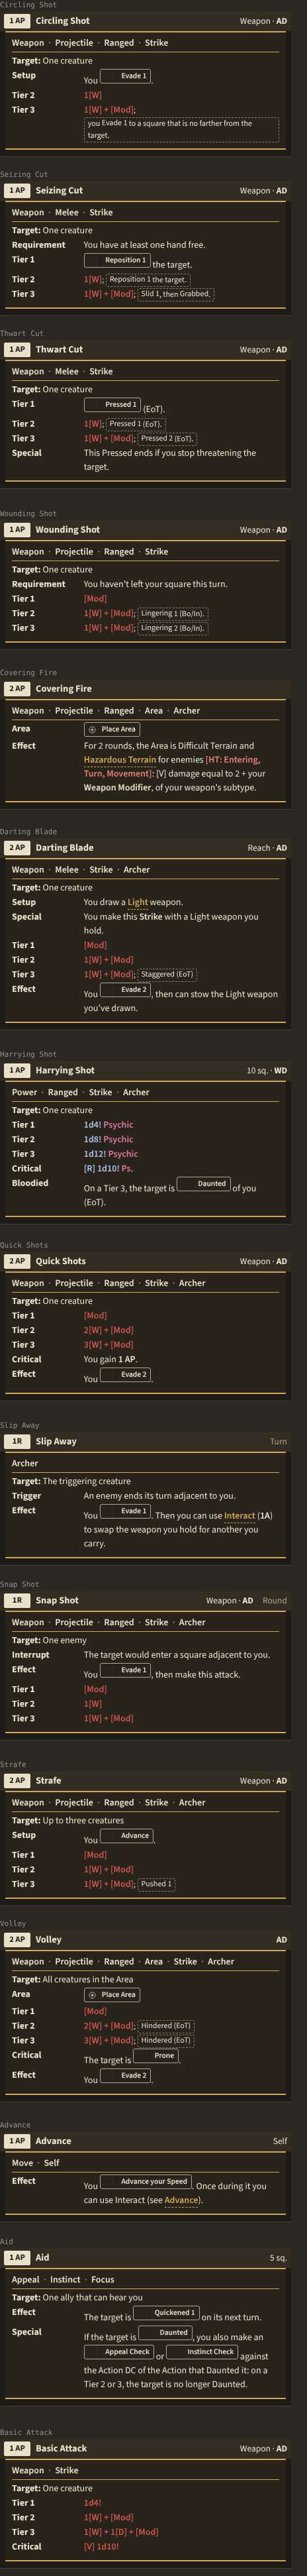 Circling Shot
1 AP Circling Shot Weapon · AD
Weapon · Projectile · Ranged · Strike
Target: One creature
Setup You Evade 1.
Tier 2 1[W]
Tier 3 1[W] + [Mod];
you Evade 1 to a square that is no farther from the
target.
Seizing Cut
1 AP Seizing Cut Weapon · AD
Weapon · Melee · Strike
Target: One creature
Requirement You have at least one hand free.
Tier 1 Reposition 1 the target.
Tier 2 1[W]; Reposition 1 the target.
Tier 3 1[W] + [Mod]; Slid 1, then Grabbed.
Thwart Cut
1 AP Thwart Cut Weapon · AD
Weapon · Melee · Strike
Target: One creature
Tier 1 Pressed 1 (EoT).
Tier 2 1[W]; Pressed 1 (EoT).
Tier 3 1[W] + [Mod]; Pressed 2 (EoT).
Special This Pressed ends if you stop threatening the
target.
Wounding Shot
1 AP Wounding Shot Weapon · AD
Weapon · Projectile · Ranged · Strike
Target: One creature
Requirement You haven't left your square this turn.
Tier 1 [Mod]
Tier 2 1[W] + [Mod]; Lingering 1 (Bo/In).
Tier 3 1[W] + [Mod]; Lingering 2 (Bo/In).
Covering Fire
2 AP Covering Fire
Weapon · Projectile · Ranged · Area · Archer
Area Place Area
Effect For 2 rounds, the Area is Difficult Terrain and
Hazardous Terrain for enemies [HT: Entering,
Turn, Movement]: [V] damage equal to 2 + your
Weapon Modifier, of your weapon's subtype.
Darting Blade
2 AP Darting Blade Reach · AD
Weapon · Melee · Strike · Archer
Target: One creature
Setup You draw a Light weapon.
Special You make this Strike with a Light weapon you
hold.
Tier 1 [Mod]
Tier 2 1[W] + [Mod]
Tier 3 1[W] + [Mod]; Staggered (EoT)
Effect You Evade 2, then can stow the Light weapon
you've drawn.
Harrying Shot
1 AP Harrying Shot 10 sq. · WD
Power · Ranged · Strike · Archer
Target: One creature
Tier 1 1d4! Psychic
Tier 2 1d8! Psychic
Tier 3 1d12! Psychic
Critical [R] 1d10! Ps.
Bloodied On a Tier 3, the target is Daunted of you
(EoT).
Quick Shots
2 AP Quick Shots Weapon · AD
Weapon · Projectile · Ranged · Strike · Archer
Target: One creature
Tier 1 [Mod]
Tier 2 2[W] + [Mod]
Tier 3 3[W] + [Mod]
Critical You gain 1 AP.
Effect You Evade 2.
Slip Away
1R Slip Away Turn
Archer
Target: The triggering creature
Trigger An enemy ends its turn adjacent to you.
Effect You Evade 1. Then you can use Interact (1A)
to swap the weapon you hold for another you
carry.
Snap Shot
1R Snap Shot Weapon · AD Round
Weapon · Projectile · Ranged · Strike · Archer
Target: One enemy
Interrupt The target would enter a square adjacent to you.
Effect You Evade 1, then make this attack.
Tier 1 [Mod]
Tier 2 1[W]
Tier 3 1[W] + [Mod]
Strafe
2 AP Strafe Weapon · AD
Weapon · Projectile · Ranged · Strike · Archer
Target: Up to three creatures
Setup You Advance.
Tier 1 [Mod]
Tier 2 1[W] + [Mod]
Tier 3 1[W] + [Mod]; Pushed 1
Volley
2 AP Volley AD
Weapon · Projectile · Ranged · Area · Strike · Archer
Target: All creatures in the Area
Area Place Area
Tier 1 [Mod]
Tier 2 2[W] + [Mod]; Hindered (EoT)
Tier 3 3[W] + [Mod]; Hindered (EoT)
Critical The target is Prone.
Effect You Evade 2.
Advance
1 AP Advance Self
Move · Self
Effect You Advance your Speed. Once during it you
can use Interact (see Advance).
Aid
1 AP Aid 5 sq.
Appeal · Instinct · Focus
Target: One ally that can hear you
Effect The target is Quickened 1 on its next turn.
Special If the target is Daunted, you also make an
Appeal Check or Instinct Check against
the Action DC of the Action that Daunted it: on a
Tier 2 or 3, the target is no longer Daunted.
Basic Attack
1 AP Basic Attack Weapon · AD
Weapon · Strike
Target: One creature
Tier 1 1d4!
Tier 2 1[W] + [Mod]
Tier 3 1[W] + 1[D] + [Mod]
Critical [V] 1d10!